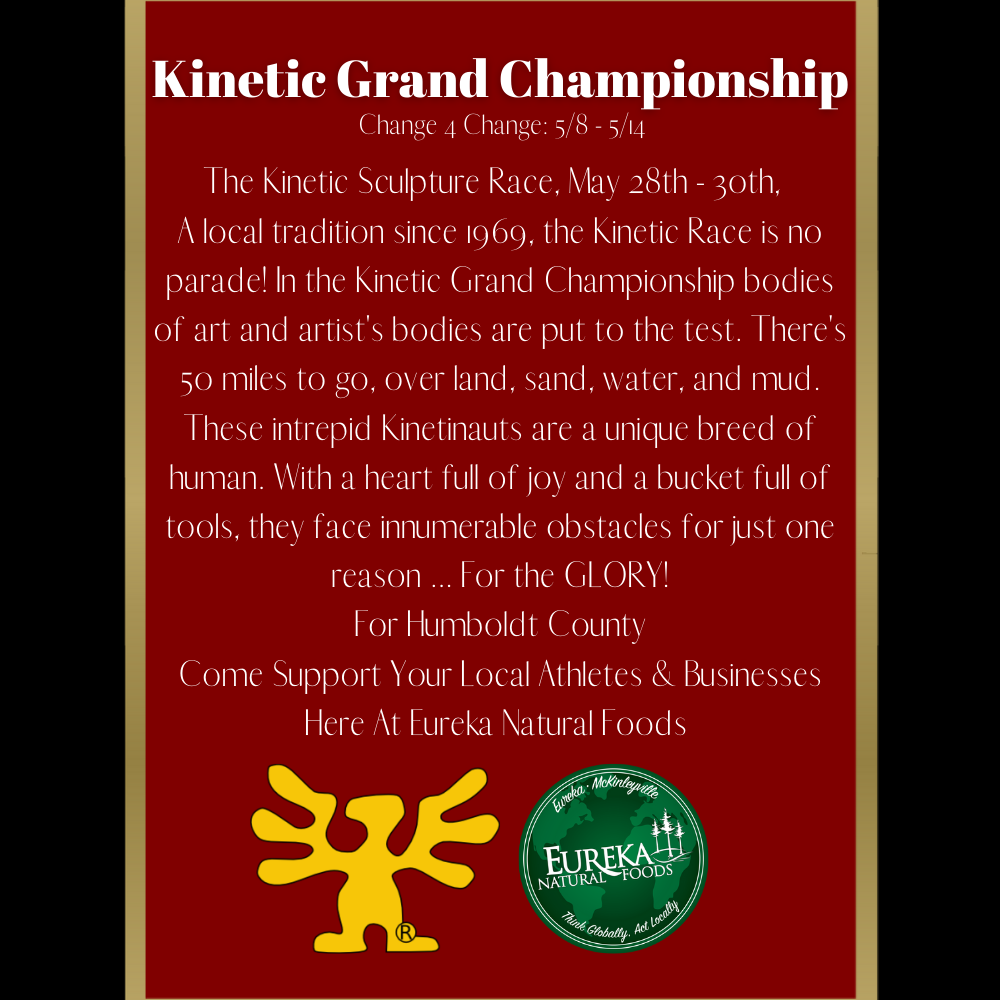 Kinetic Grand Championship
Change 4 Change: 5/8 - 5/14
The Kinetic Sculpture Race, May 28th - 30th,
A local tradition since 1969, the Kinetic Race is no
parade! In the Kinetic Grand Championship bodies
of art and artist's bodies are put to the test. There's
50 miles to go, over land, sand, water, and mud.
These intrepid Kinetinauts are a unique breed of
human. With a heart full of joy and a bucket full of
tools, they face innumerable obstacles for just one
reason ... For the GLORY!
For Humboldt County
Come Support Your Local Athletes & Businesses
Here At Eureka Natural Foods
®
Eureka · McKinleyville
EUREKA
NATURAL FOODS
Think Globally, Act Locally